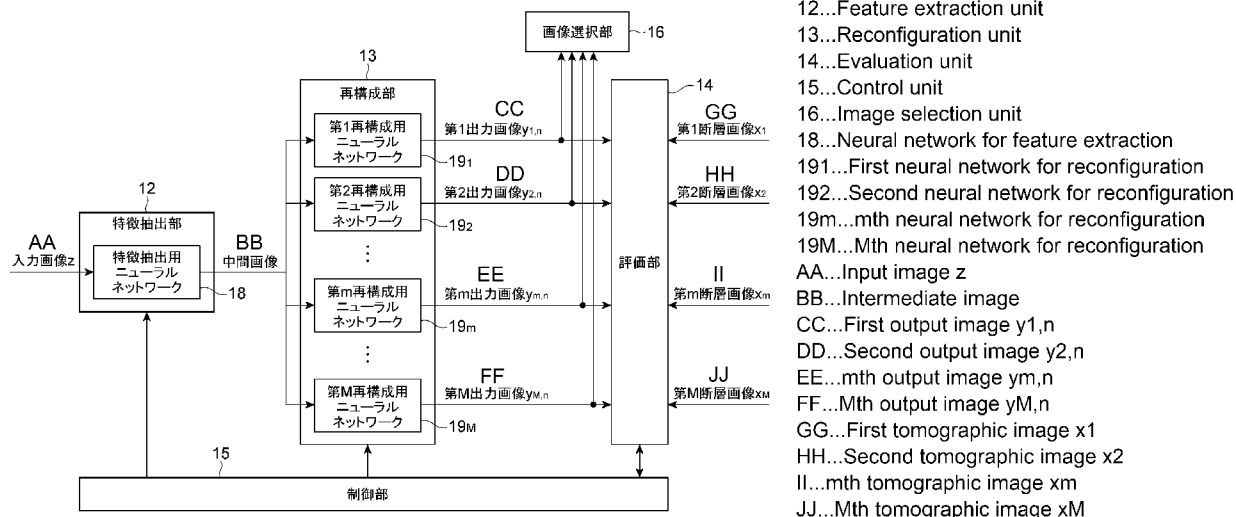 画像選択部
16
13
再構成部
14
第1再構成用
ニューラル
ネットワーク
19₁
CC
第1出力画像y1,n
GG
第1断層画像x1
12
特徴抽出部
第2再構成用
ニューラル
ネットワーク
19₂
DD
第2出力画像y2,n
HH
第2断層画像x2
AA
入力画像z
特徴抽出用
ニューラル
ネットワーク
18
BB
中間画像
評価部
第m再構成用
ニューラル
ネットワーク
19m
EE
第m出力画像ym,n
II
第m断層画像xm
第M再構成用
ニューラル
ネットワーク
19M
FF
第M出力画像yM,n
JJ
第M断層画像xM
15
制御部
12...Feature extraction unit
13...Reconfiguration unit
14...Evaluation unit
15...Control unit
16...Image selection unit
18...Neural network for feature extraction
191...First neural network for reconfiguration
192...Second neural network for reconfiguration
19m...mth neural network for reconfiguration
19M...Mth neural network for reconfiguration
AA...Input image z
BB...Intermediate image
CC...First output image y1,n
DD...Second output image y2,n
EE...mth output image ym,n
FF...Mth output image yM,n
GG...First tomographic image x1
HH...Second tomographic image x2
II...mth tomographic image xm
JJ...Mth tomographic image xM